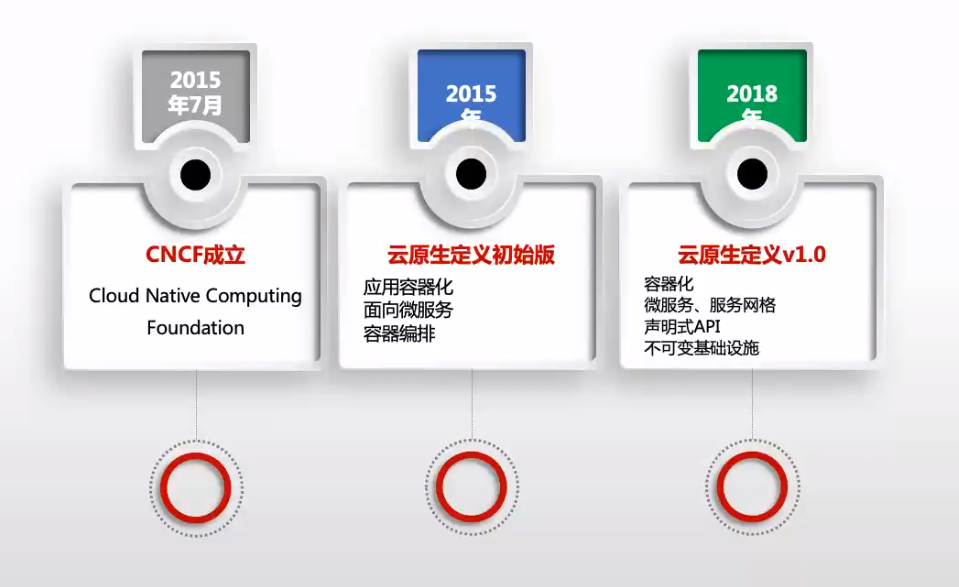 2015
年7月
CNCF成立
Cloud Native Computing
Foundation
2015
年
云原生定义初始版
应用容器化
面向微服务
容器编排
2018
年
云原生定义v1.0
容器化
微服务、服务网格
声明式API
不可变基础设施